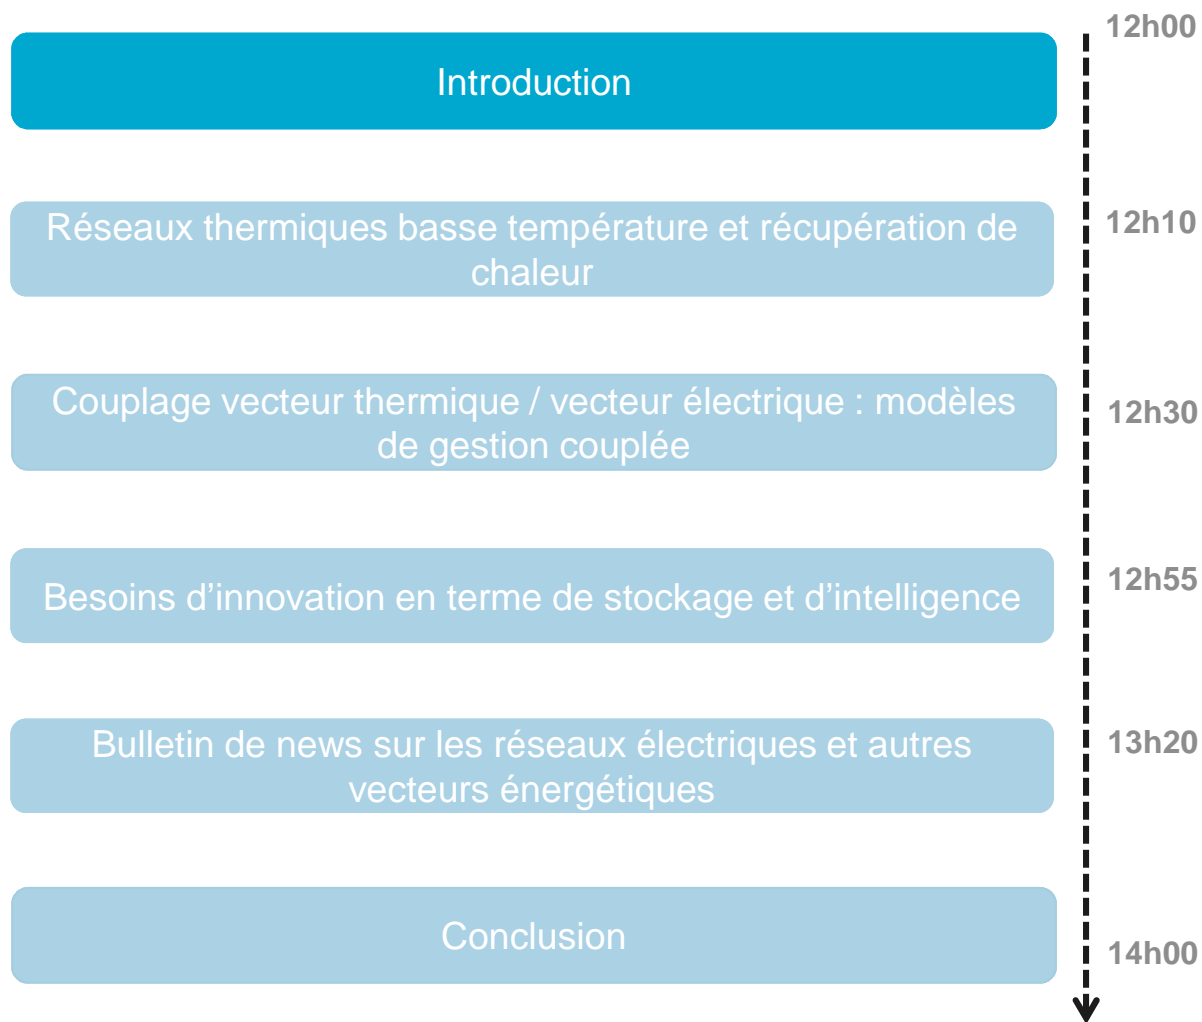 12h00
Introduction
Réseaux thermiques basse température et récupération de
chaleur
12h10
Couplage vecteur thermique / vecteur électrique : modèles
de gestion couplée
12h30
Besoins d’innovation en terme de stockage et d’intelligence
12h55
Bulletin de news sur les réseaux électriques et autres
vecteurs énergétiques
13h20
Conclusion
14h00